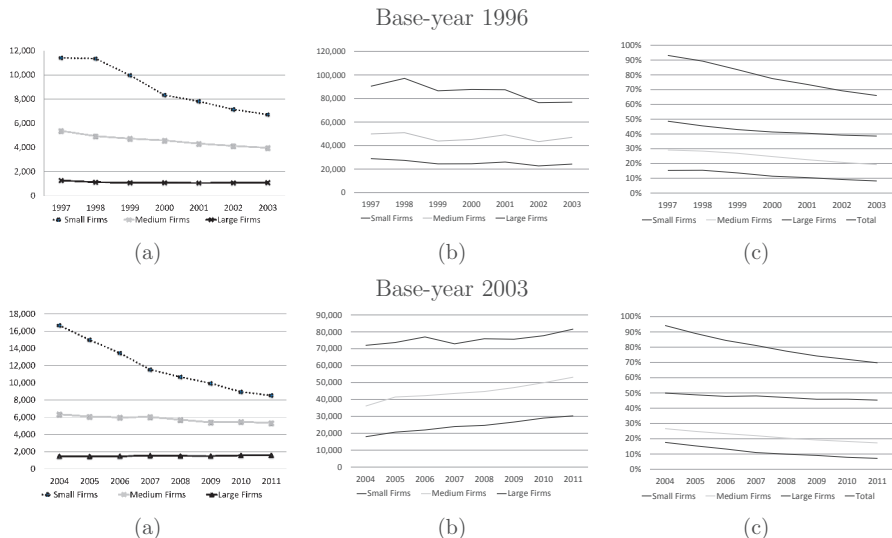 Base-year 1996
12,000
10,000
8,000
6,000
4,000
2,000
0
1997 1998 1999 2000 2001 2002 2003
Small Firms Medium Firms Large Firms
(a)
120,000
100,000
80,000
60,000
40,000
20,000
0
1997 1998 1999 2000 2001 2002 2003
Small Firms Medium Firms Large Firms
(b)
100%
90%
80%
70%
60%
50%
40%
30%
20%
10%
0%
1997 1998 1999 2000 2001 2002 2003
Small Firms Medium Firms Large Firms Total
(c)
Base-year 2003
18,000
16,000
14,000
12,000
10,000
8,000
6,000
4,000
2,000
0
2004 2005 2006 2007 2008 2009 2010 2011
Small Firms Medium Firms Large Firms
(a)
90,000
80,000
70,000
60,000
50,000
40,000
30,000
20,000
10,000
0
2004 2005 2006 2007 2008 2009 2010 2011
Small Firms Medium Firms Large Firms
(b)
100%
90%
80%
70%
60%
50%
40%
30%
20%
10%
0%
2004 2005 2006 2007 2008 2009 2010 2011
Small Firms Medium Firms Large Firms Total
(c)